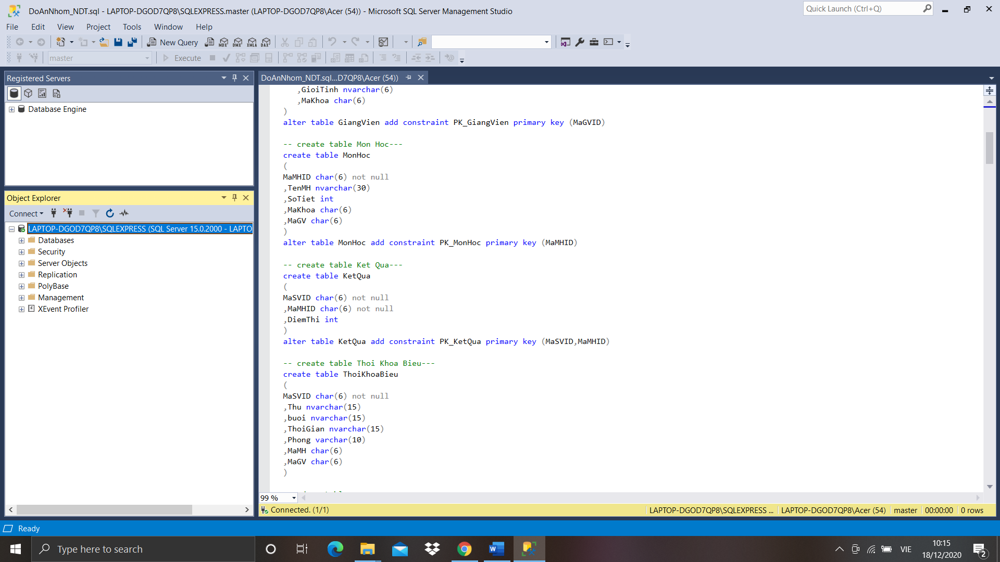 DoAnNhom_NDT.sql - LAPTOP-DGOD7QP8\SQLEXPRESS.master (LAPTOP-DGOD7QP8\Acer (54)) - Microsoft SQL Server Management Studio
Quick Launch (Ctrl+Q)
File Edit View Project Tools Window Help
New Query MDX DMX XMLA DAX
master Execute
Registered Servers
Database Engine
Object Explorer
Connect
LAPTOP-DGOD7QP8\SQLEXPRESS (SQL Server 15.0.2000 - LAPTO
Databases
Security
Server Objects
Replication
PolyBase
Management
XEvent Profiler
DoAnNhom_NDT.sql...D7QP8\Acer (54))
,GioiTinh nvarchar(6)
,MaKhoa char(6)
)
alter table GiangVien add constraint PK_GiangVien primary key (MaGVID)
-- create table Mon Hoc---
create table MonHoc
(
MaMHID char(6) not null
,TenMH nvarchar(30)
,SoTiet int
,MaKhoa char(6)
,MaGV char(6)
)
alter table MonHoc add constraint PK_MonHoc primary key (MaMHID)
-- create table Ket Qua---
create table KetQua
(
MaSVID char(6) not null
,MaMHID char(6) not null
,DiemThi int
)
alter table KetQua add constraint PK_KetQua primary key (MaSVID,MaMHID)
-- create table Thoi Khoa Bieu---
create table ThoiKhoaBieu
(
MaSVID char(6) not null
,Thu nvarchar(15)
,buoi nvarchar(15)
,ThoiGian nvarchar(15)
,Phong varchar(10)
,MaMH char(6)
,MaGV char(6)
)
99 %
Connected. (1/1)
LAPTOP-DGOD7QP8\SQLEXPRESS ... LAPTOP-DGOD7QP8\Acer (54) master 00:00:00 0 rows
Ready
Type here to search
VIE
10:15
18/12/2020
2